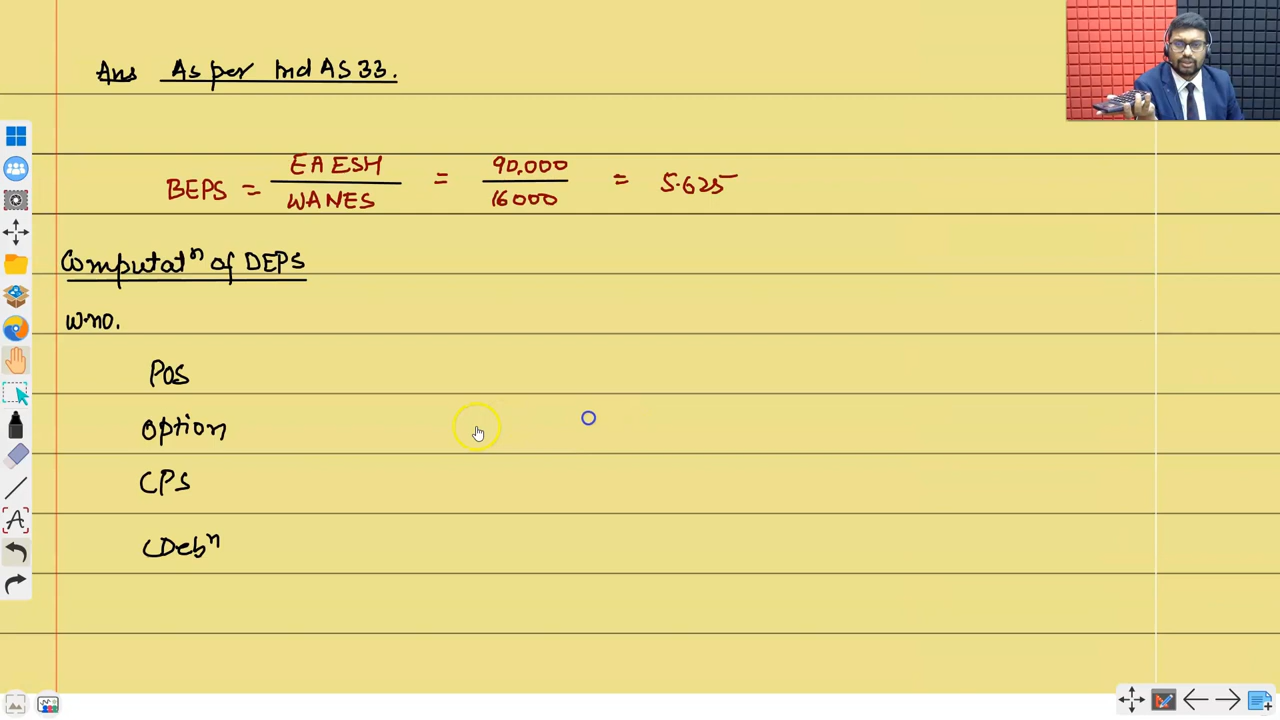 Ans As per Ind AS 33.
BEPS = EAESH / WANES = 90,000 / 16000 = 5.625
Computatⁿ of DEPS
W.no.
POS
Option
CPS
CDebⁿ